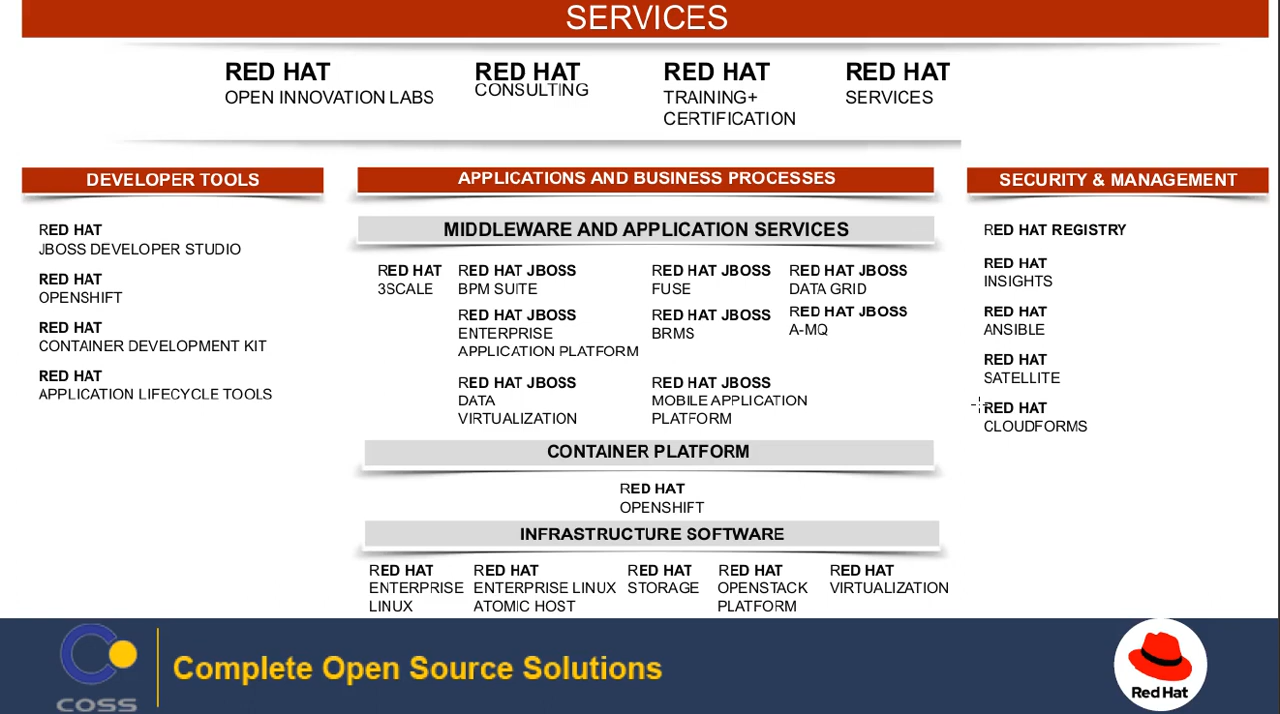 SERVICES
RED HAT
OPEN INNOVATION LABS
RED HAT
CONSULTING
RED HAT
TRAINING+
CERTIFICATION
RED HAT
SERVICES
DEVELOPER TOOLS
RED HAT
JBOSS DEVELOPER STUDIO
RED HAT
OPENSHIFT
RED HAT
CONTAINER DEVELOPMENT KIT
RED HAT
APPLICATION LIFECYCLE TOOLS
APPLICATIONS AND BUSINESS PROCESSES
MIDDLEWARE AND APPLICATION SERVICES
RED HAT
3SCALE
RED HAT JBOSS
BPM SUITE
RED HAT JBOSS
FUSE
RED HAT JBOSS
DATA GRID
RED HAT JBOSS
ENTERPRISE
APPLICATION PLATFORM
RED HAT JBOSS
BRMS
RED HAT JBOSS
A-MQ
RED HAT JBOSS
DATA
VIRTUALIZATION
RED HAT JBOSS
MOBILE APPLICATION
PLATFORM
CONTAINER PLATFORM
RED HAT
OPENSHIFT
INFRASTRUCTURE SOFTWARE
RED HAT
ENTERPRISE
LINUX
RED HAT
ENTERPRISE LINUX
ATOMIC HOST
RED HAT
STORAGE
RED HAT
OPENSTACK
PLATFORM
RED HAT
VIRTUALIZATION
SECURITY & MANAGEMENT
RED HAT REGISTRY
RED HAT
INSIGHTS
RED HAT
ANSIBLE
RED HAT
SATELLITE
RED HAT
CLOUDFORMS
COSS
Complete Open Source Solutions
Red Hat